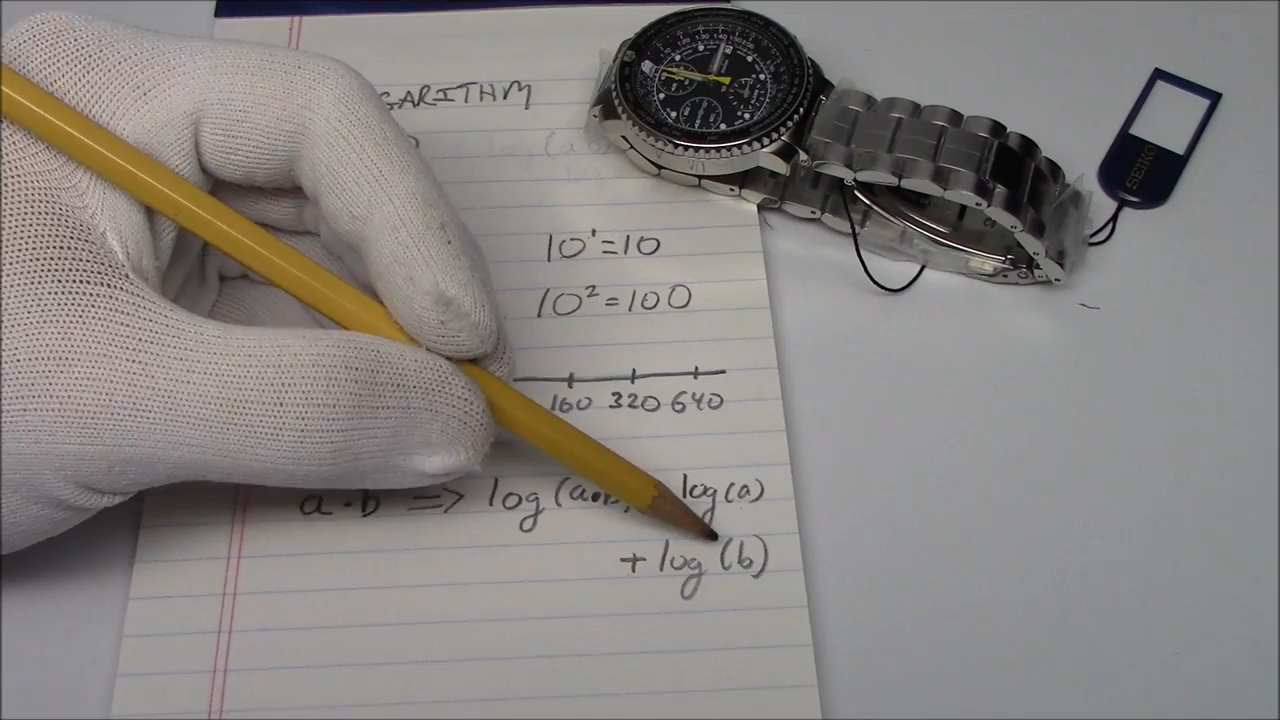 GARITHM
10¹=10
10²=100
160 320 640
a·b => log(a•b log(a)
+ log(b)
SEIKO